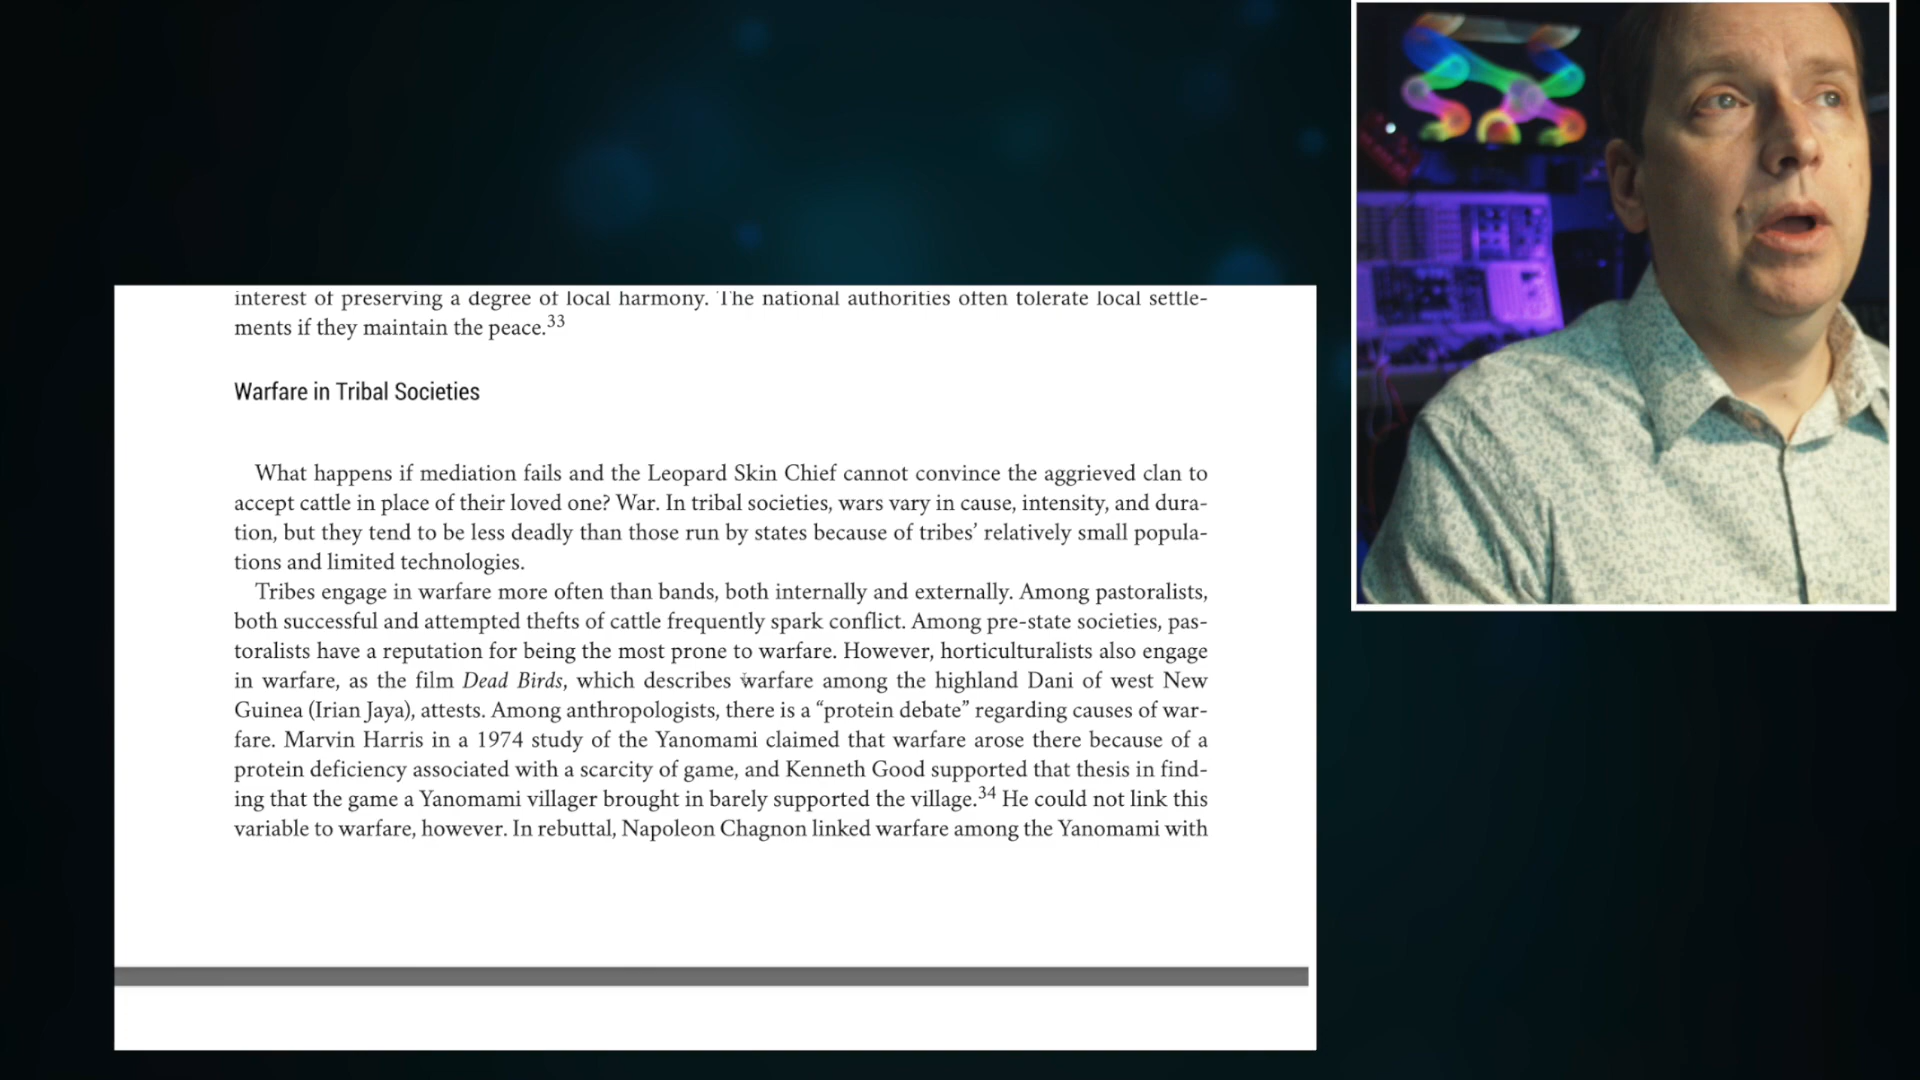 interest of preserving a degree of local harmony. The national authorities often tolerate local settle-
ments if they maintain the peace.33
Warfare in Tribal Societies
What happens if mediation fails and the Leopard Skin Chief cannot convince the aggrieved clan to
accept cattle in place of their loved one? War. In tribal societies, wars vary in cause, intensity, and dura-
tion, but they tend to be less deadly than those run by states because of tribes’ relatively small popula-
tions and limited technologies.
Tribes engage in warfare more often than bands, both internally and externally. Among pastoralists,
both successful and attempted thefts of cattle frequently spark conflict. Among pre-state societies, pas-
toralists have a reputation for being the most prone to warfare. However, horticulturalists also engage
in warfare, as the film Dead Birds, which describes warfare among the highland Dani of west New
Guinea (Irian Jaya), attests. Among anthropologists, there is a “protein debate” regarding causes of war-
fare. Marvin Harris in a 1974 study of the Yanomami claimed that warfare arose there because of a
protein deficiency associated with a scarcity of game, and Kenneth Good supported that thesis in find-
ing that the game a Yanomami villager brought in barely supported the village.34 He could not link this
variable to warfare, however. In rebuttal, Napoleon Chagnon linked warfare among the Yanomami with